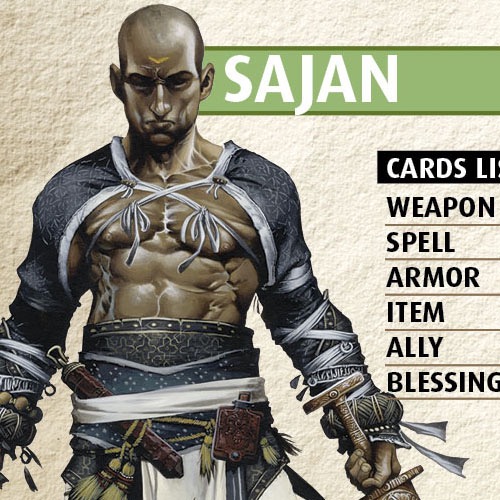 SAJAN
CARDS LIS
WEAPON
SPELL
ARMOR
ITEM
ALLY
BLESSING